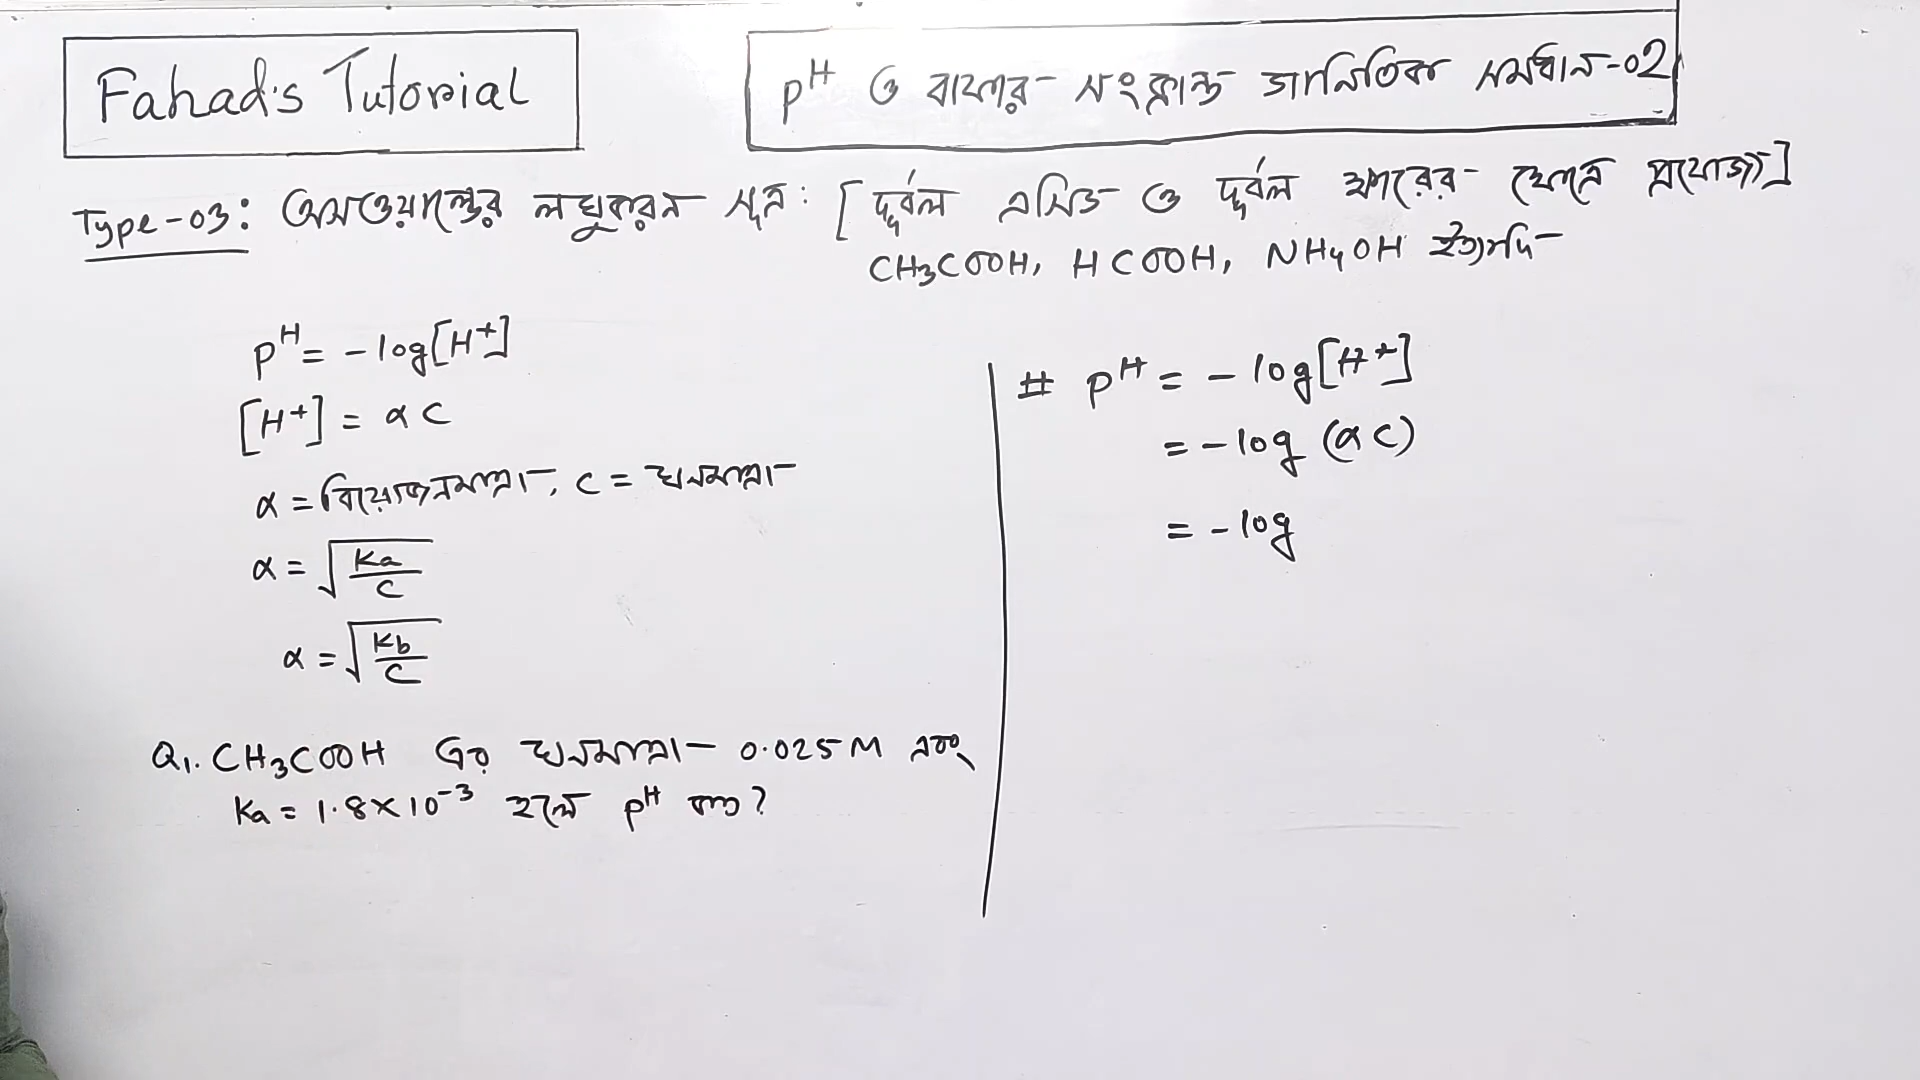 Fahad's Tutorial
pH ও বাফার সংক্রান্ত গানিতিক সমাধান-02
Type-03: অসওয়াল্ডের লঘুকরন সূত্র: [দুর্বল এসিড ও দুর্বল ক্ষারের ক্ষেত্রে প্রযোজ্য]
CH3COOH, HCOOH, NH4OH ইত্যাদি
pH = -log[H+]
[H+] = αC
α = বিয়োজনমাত্রা, C = ঘনমাত্রা
α = √(Ka/C)
α = √(Kb/C)
Q1. CH3COOH এর ঘনমাত্রা 0.025M এবং
Ka = 1.8×10^-3 হলে pH কত?
# pH = -log[H+]
= -log (αC)
= -log